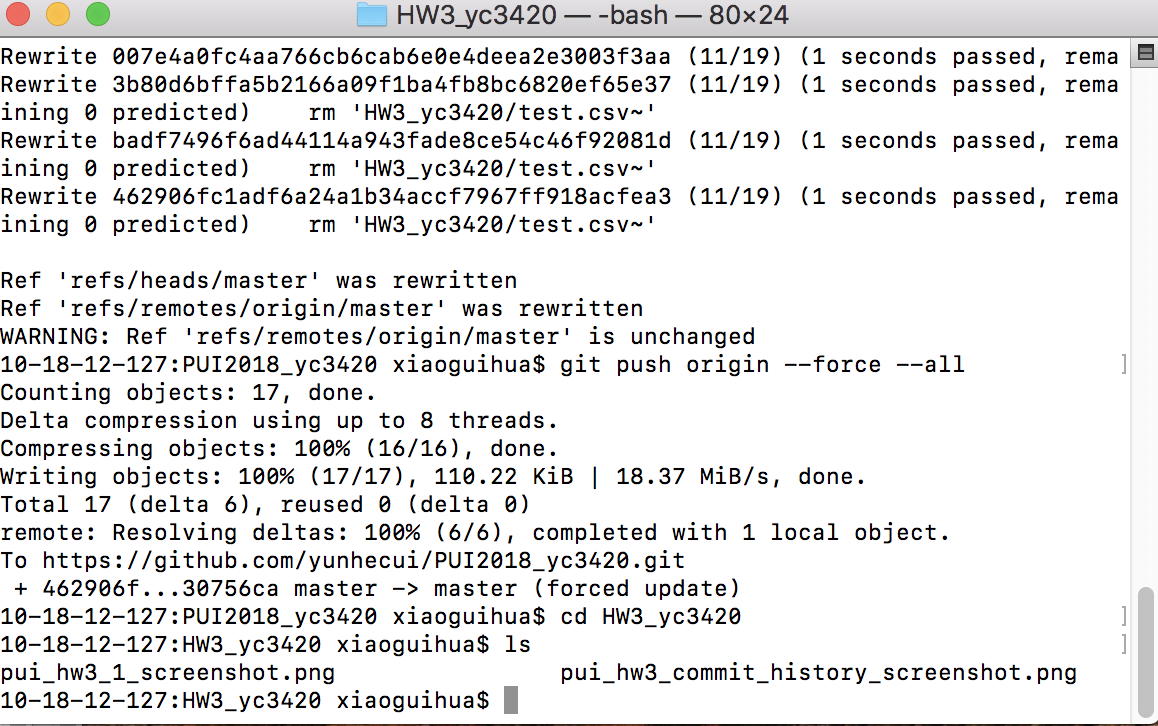 HW3_yc3420 — -bash — 80×24
Rewrite 007e4a0fc4aa766cb6cab6e0e4deea2e3003f3aa (11/19) (1 seconds passed, rema
Rewrite 3b80d6bffa5b2166a09f1ba4fb8bc6820ef65e37 (11/19) (1 seconds passed, rema
ining 0 predicted)    rm 'HW3_yc3420/test.csv~'
Rewrite badf7496f6ad44114a943fade8ce54c46f92081d (11/19) (1 seconds passed, rema
ining 0 predicted)    rm 'HW3_yc3420/test.csv~'
Rewrite 462906fc1adf6a24a1b34accf7967ff918acfea3 (11/19) (1 seconds passed, rema
ining 0 predicted)    rm 'HW3_yc3420/test.csv~'
Ref 'refs/heads/master' was rewritten
Ref 'refs/remotes/origin/master' was rewritten
WARNING: Ref 'refs/remotes/origin/master' is unchanged
10-18-12-127:PUI2018_yc3420 xiaoguihua$ git push origin --force --all
Counting objects: 17, done.
Delta compression using up to 8 threads.
Compressing objects: 100% (16/16), done.
Writing objects: 100% (17/17), 110.22 KiB | 18.37 MiB/s, done.
Total 17 (delta 6), reused 0 (delta 0)
remote: Resolving deltas: 100% (6/6), completed with 1 local object.
To https://github.com/yunhecui/PUI2018_yc3420.git
 + 462906f...30756ca master -> master (forced update)
10-18-12-127:PUI2018_yc3420 xiaoguihua$ cd HW3_yc3420
10-18-12-127:HW3_yc3420 xiaoguihua$ ls
pui_hw3_1_screenshot.png                pui_hw3_commit_history_screenshot.png
10-18-12-127:HW3_yc3420 xiaoguihua$